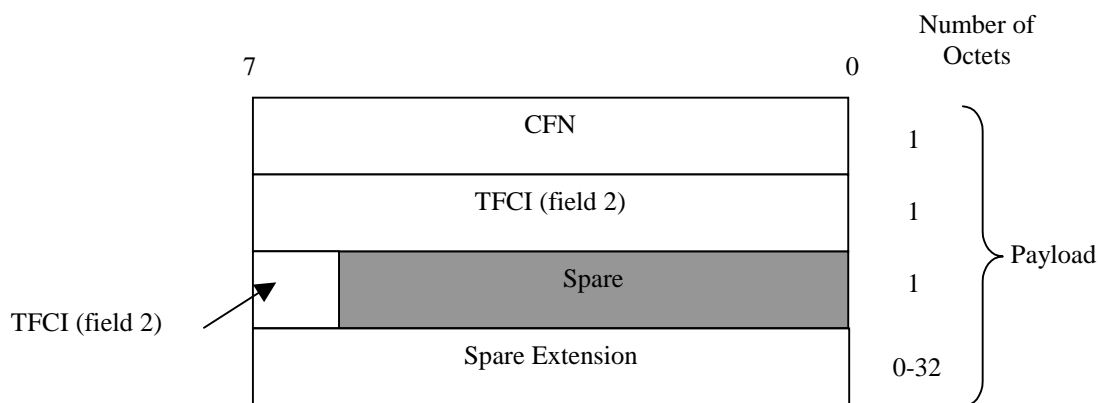 Number of
Octets
7 0
CFN 1
TFCI (field 2) 1
Spare 1
Payload
TFCI (field 2)
Spare Extension 0-32